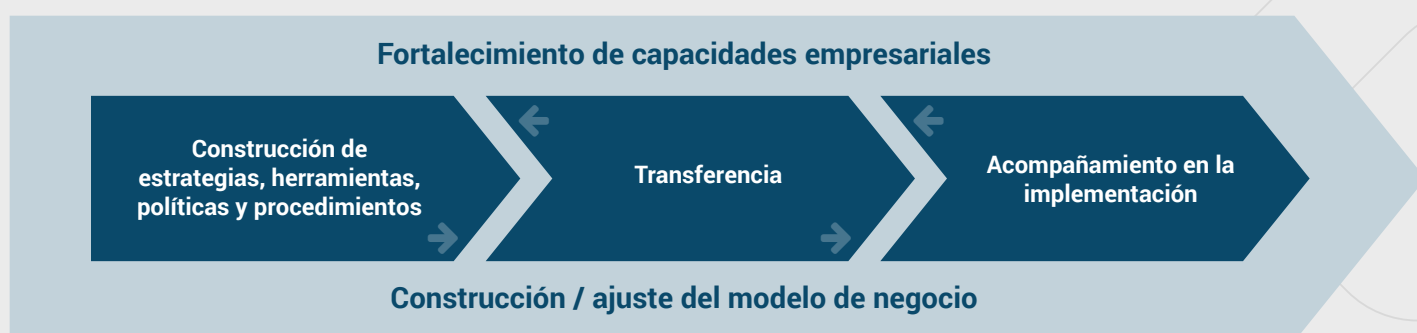 Fortalecimiento de capacidades empresariales
Construcción de
estrategias, herramientas,
políticas y procedimientos
Transferencia
Acompañamiento en la
implementación
Construcción / ajuste del modelo de negocio